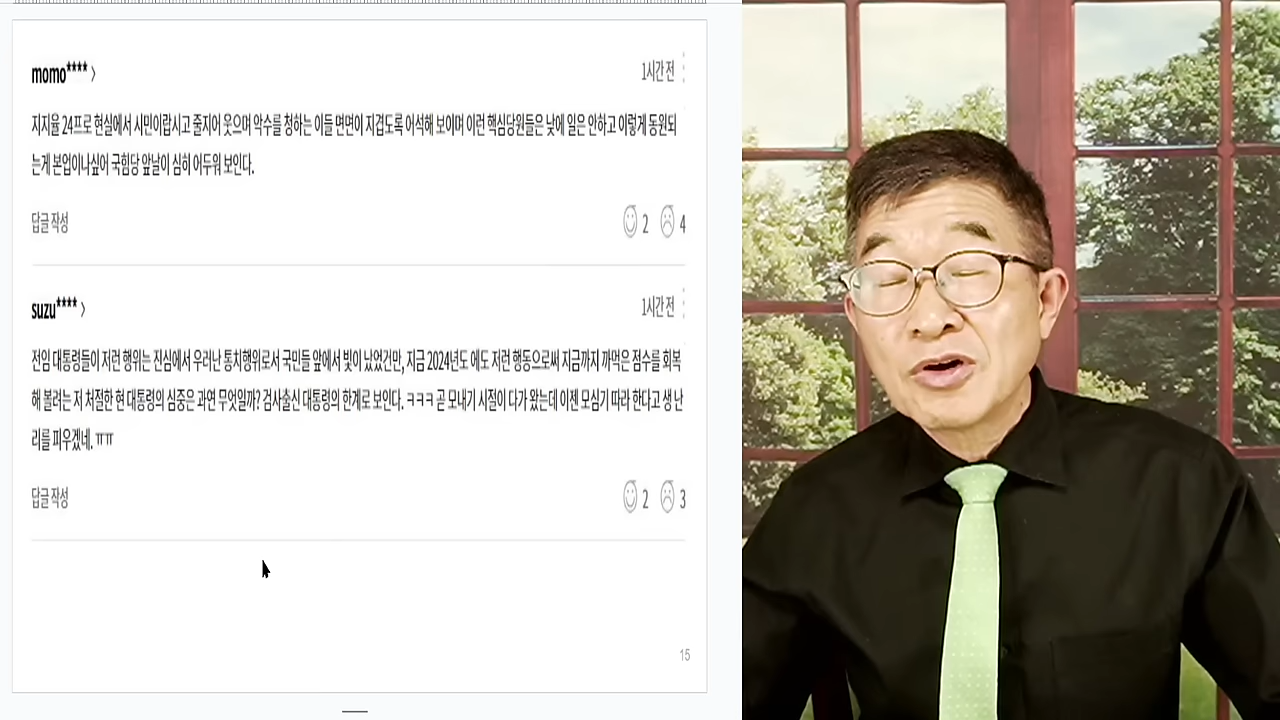 momo**** 〉
1시간 전
지지율 24프로 현실에서 시민이랍시고 줄지어 웃으며 악수를 청하는 이들 면면이 지겹도록 어석해 보이며 이런 핵심당원들은 낮에 일은 안하고 이렇게 동원되
는게 본업이나싶어 국힘당 앞날이 심히 어두워 보인다.
답글 작성
2 4
suzu**** 〉
1시간 전
전임 대통령들이 저런 행위는 진심에서 우러난 통치행위로서 국민들 앞에서 빛이 났었건만, 지금 2024년도 에도 저런 행동으로써 지금까지 까먹은 점수를 회복
해 볼려는 지 처절한 현 대통령의 심중은 과연 무엇일까? 검사출신 대통령의 한계로 보인다. ㅋㅋㅋ 곧 모내기 시절이 다가 왔는데 이젠 모심기 따라 한다고 생 난
리를 피우겠네. ㅠㅠ
답글 작성
2 3
15